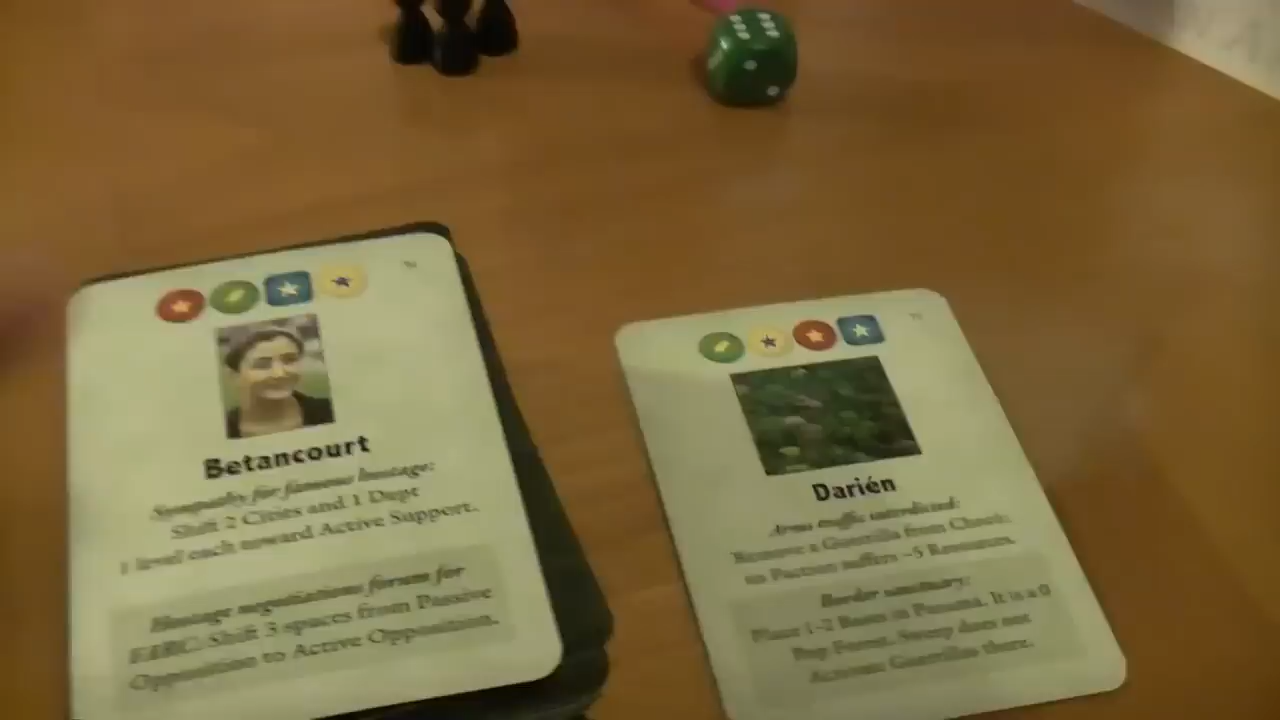 Betancourt
Sympathy for famous hostage:
Shift 2 Cities and 1 Dept
1 level each toward Active Support.
Hostage negotiations forum for
FARC: Shift 3 spaces from Passive
Opposition to Active Opposition.
Darién
Arms traffic interdicted:
Remove a Guerrilla from Chocó:
its Faction suffers -5 Resources.
Border sanctuary:
Place 1-2 Bases in Panama. It is a 0
Pop Forest. Sweep does not
Activate Guerrillas there.